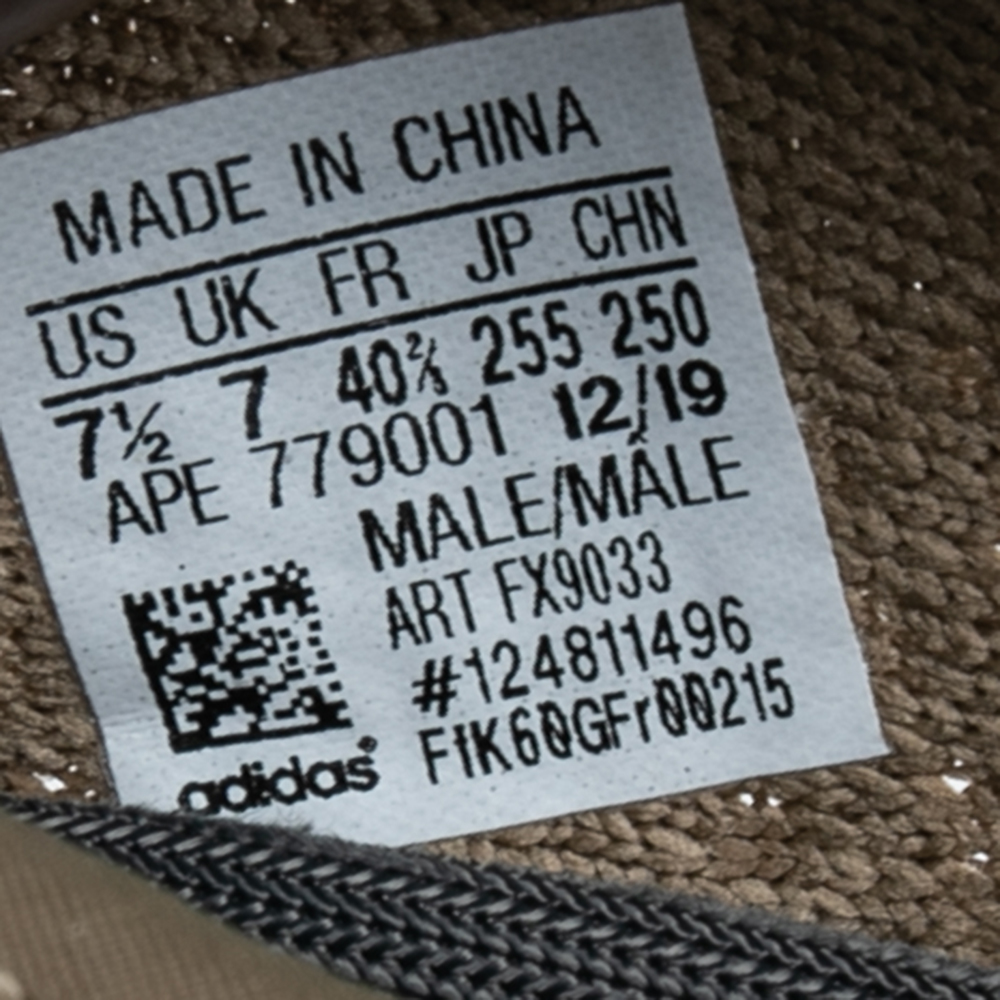 MADE IN CHINA
US UK FR JP CHN
7½ 7 40⅔ 255 250
APE 779001 12/19
MALE/MÂLE
ART FX9033
#124811496
F1K60GFr00215
adidas®